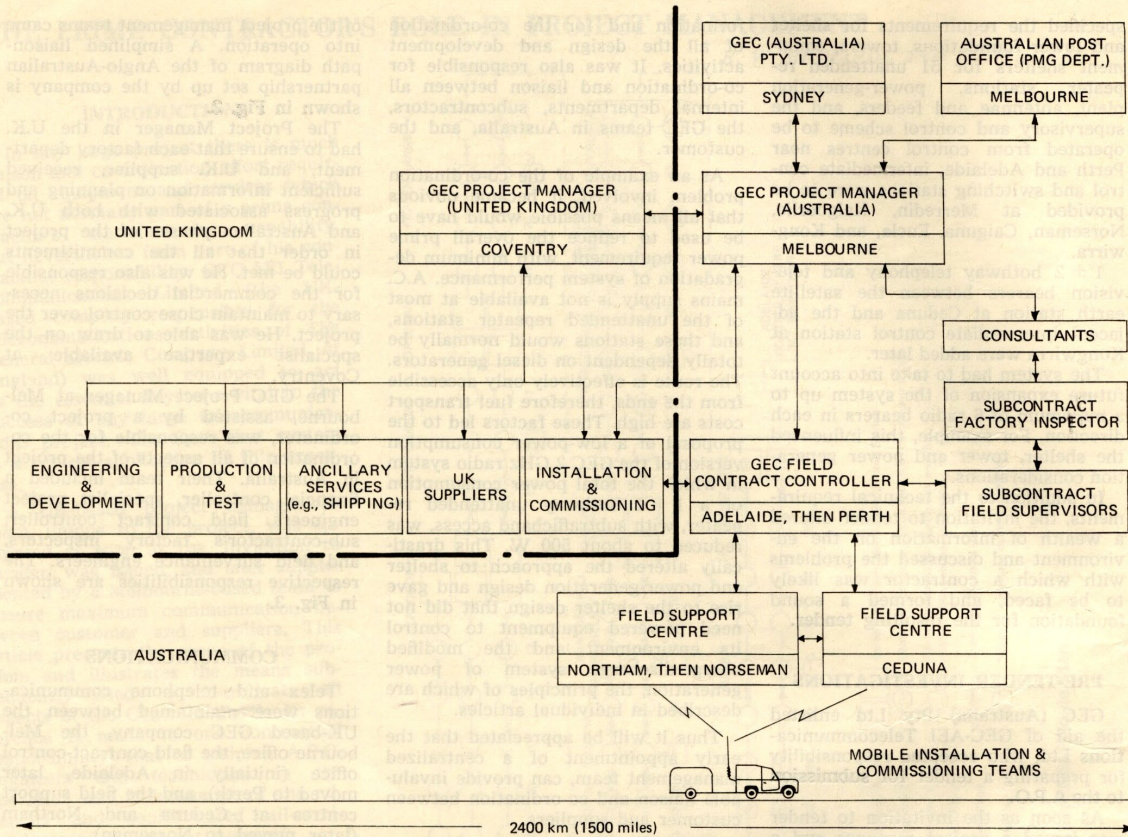 GEC (AUSTRALIA)
PTY. LTD.
SYDNEY
AUSTRALIAN POST
OFFICE (PMG DEPT.)
MELBOURNE
UNITED KINGDOM
GEC PROJECT MANAGER
(UNITED KINGDOM)
COVENTRY
GEC PROJECT MANAGER
(AUSTRALIA)
MELBOURNE
CONSULTANTS
SUBCONTRACT
FACTORY INSPECTOR
ENGINEERING
&
DEVELOPMENT
PRODUCTION
&
TEST
ANCILLARY
SERVICES
(e.g., SHIPPING)
UK
SUPPLIERS
INSTALLATION
&
COMMISSIONING
GEC FIELD
CONTRACT CONTROLLER
ADELAIDE, THEN PERTH
SUBCONTRACT
FIELD SUPERVISORS
AUSTRALIA
FIELD SUPPORT
CENTRE
NORTHAM, THEN NORSEMAN
FIELD SUPPORT
CENTRE
CEDUNA
MOBILE INSTALLATION &
COMMISSIONING TEAMS
2400 km (1500 miles)